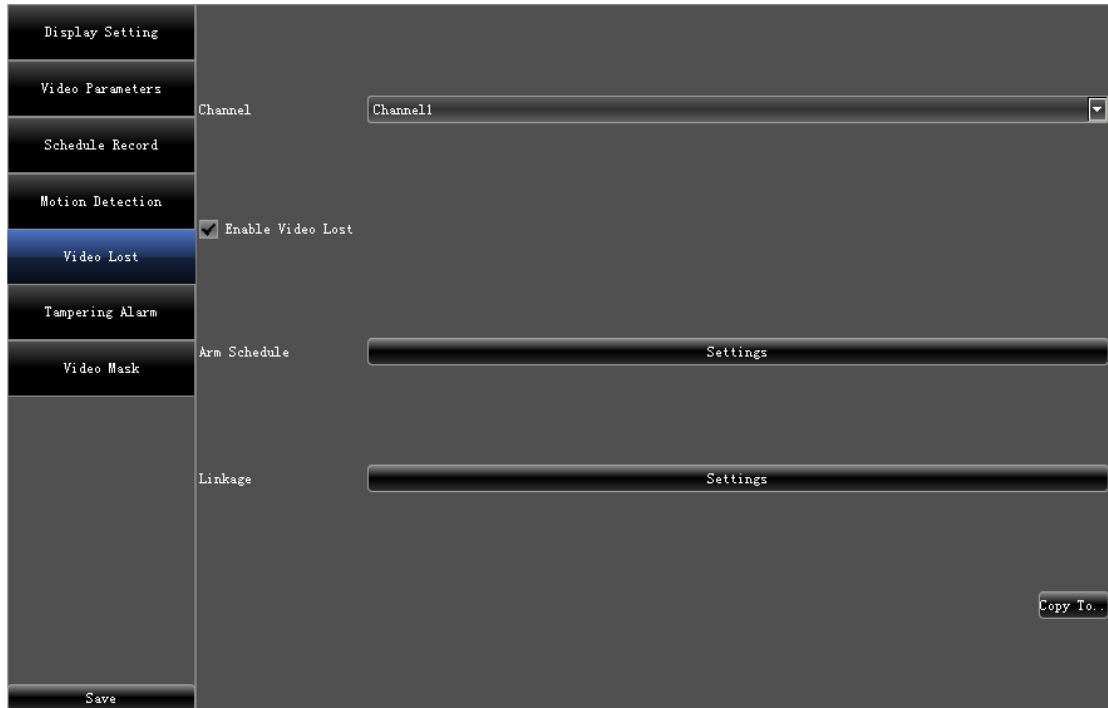 Display Setting
Video Parameters
Schedule Record
Motion Detection
Video Lost
Tampering Alarm
Video Mask
Save
Channel Channel1
Enable Video Lost
Arm Schedule Settings
Linkage Settings
Copy To..